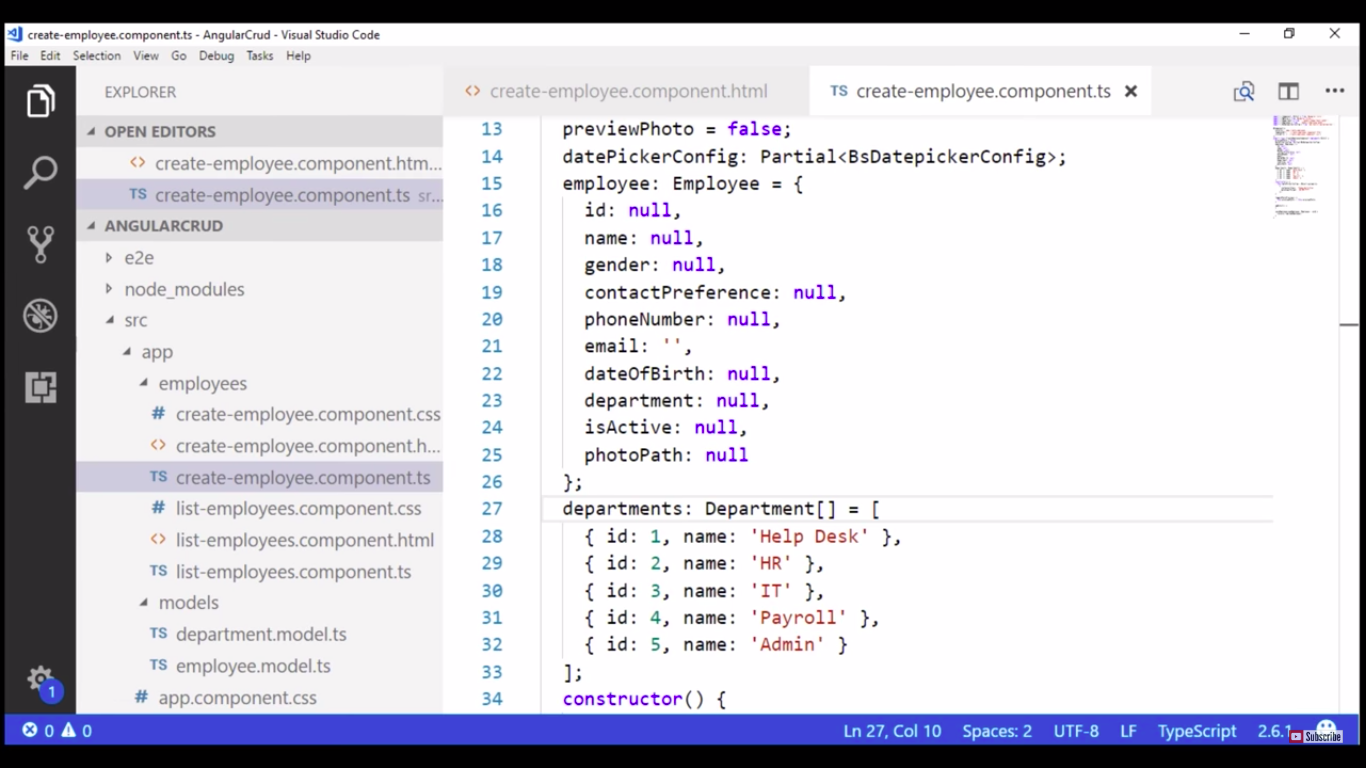 create-employee.component.ts - AngularCrud - Visual Studio Code
File Edit Selection View Go Debug Tasks Help
EXPLORER
OPEN EDITORS
create-employee.component.htm...
TS create-employee.component.ts sr...
ANGULARCRUD
e2e
node_modules
src
app
employees
# create-employee.component.css
<> create-employee.component.h...
TS create-employee.component.ts
# list-employees.component.css
<> list-employees.component.html
TS list-employees.component.ts
models
TS department.model.ts
TS employee.model.ts
# app.component.css
1
<> create-employee.component.html
TS create-employee.component.ts
13 previewPhoto = false;
14 datePickerConfig: Partial<BsDatepickerConfig>;
15 employee: Employee = {
16 id: null,
17 name: null,
18 gender: null,
19 contactPreference: null,
20 phoneNumber: null,
21 email: '',
22 dateOfBirth: null,
23 department: null,
24 isActive: null,
25 photoPath: null
26 };
27 departments: Department[] = [
28 { id: 1, name: 'Help Desk' },
29 { id: 2, name: 'HR' },
30 { id: 3, name: 'IT' },
31 { id: 4, name: 'Payroll' },
32 { id: 5, name: 'Admin' }
33 ];
34 constructor() {
0 0 Ln 27, Col 10 Spaces: 2 UTF-8 LF TypeScript 2.6.1
Subscribe